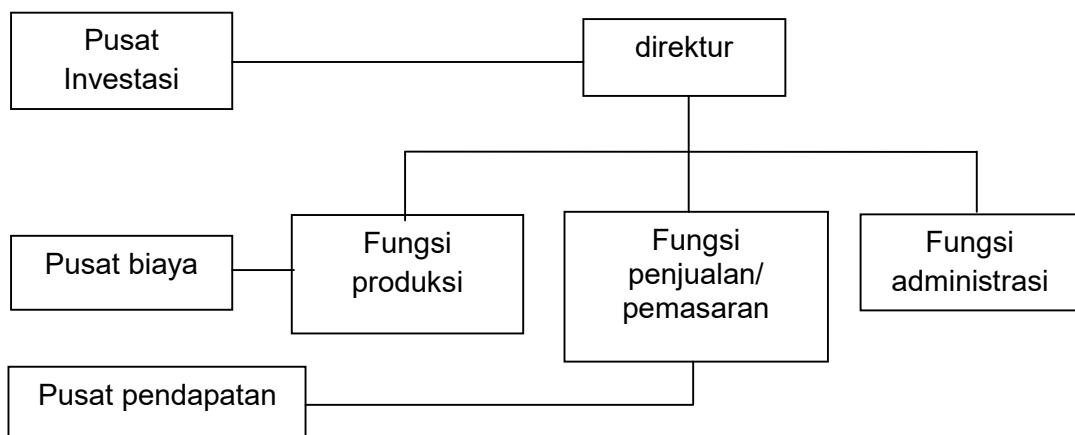 Pusat
Investasi
direktur
Pusat biaya
Fungsi
produksi
Fungsi
penjualan/
pemasaran
Fungsi
administrasi
Pusat pendapatan